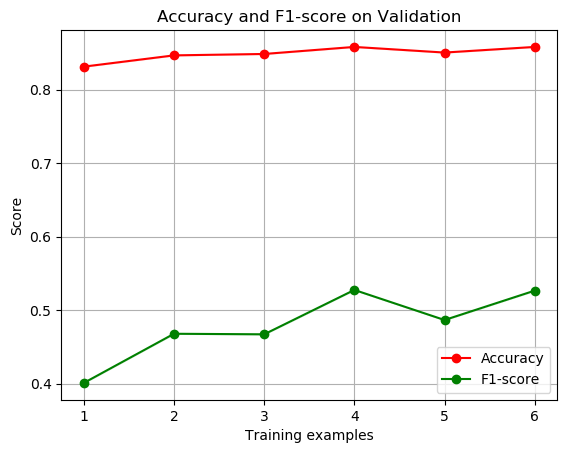 Accuracy and F1-score on Validation
Score
0.8
0.7
0.6
0.5
0.4
Accuracy
F1-score
1 2 3 4 5 6
Training examples